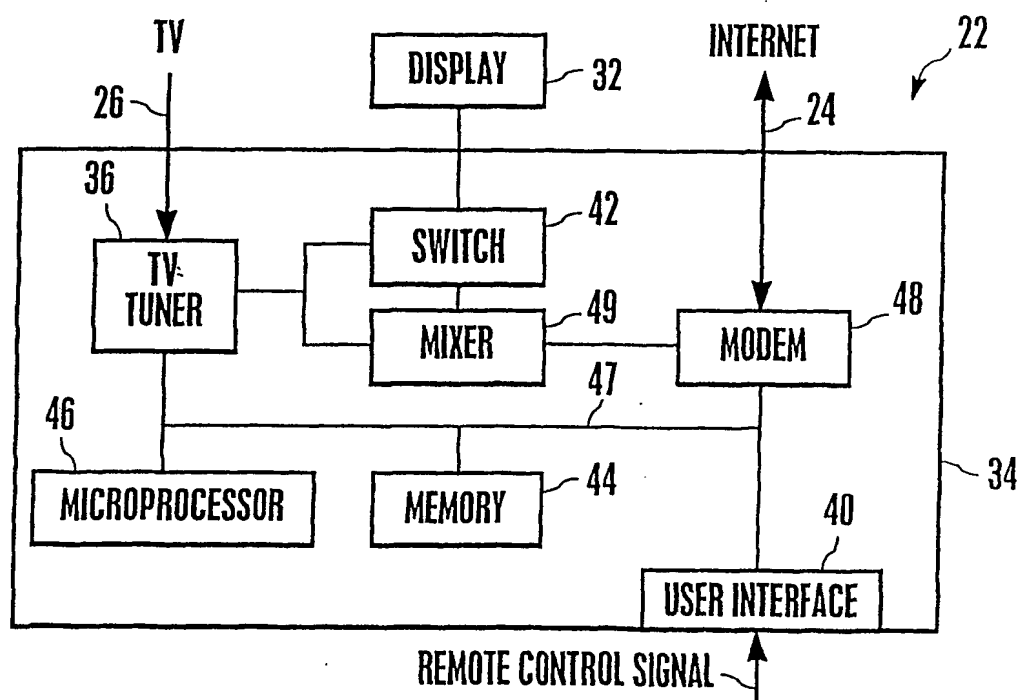 TV
INTERNET
22
DISPLAY
32
26
24
36
42
TV
TUNER
SWITCH
49
48
MIXER
MODEM
47
46
MICROPROCESSOR
MEMORY
44
34
40
USER INTERFACE
REMOTE CONTROL SIGNAL